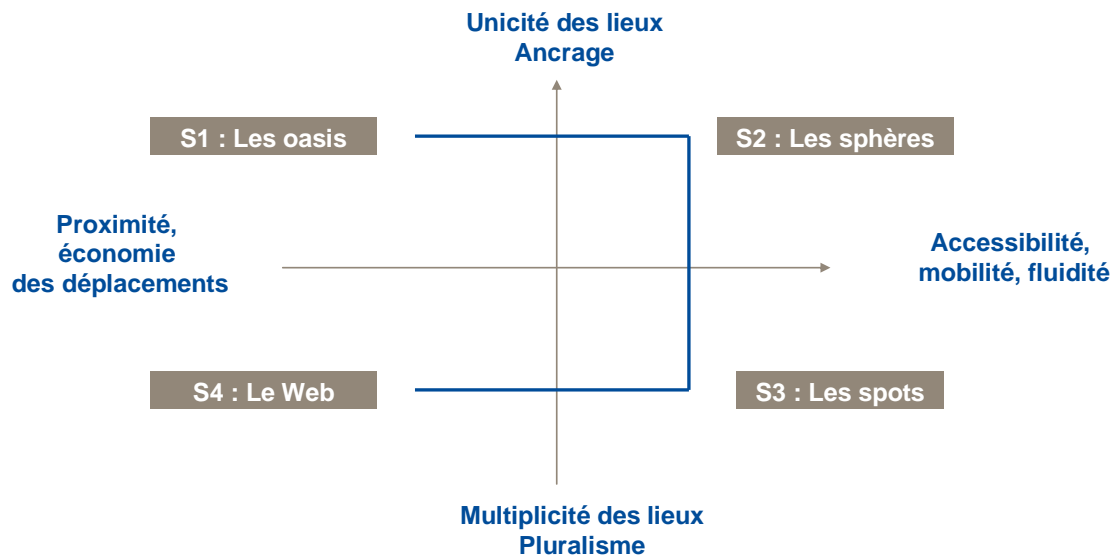 Unicité des lieux
Ancrage
S1 : Les oasis
S2 : Les sphères
Proximité,
économie
des déplacements
Accessibilité,
mobilité, fluidité
S4 : Le Web
S3 : Les spots
Multiplicité des lieux
Pluralisme